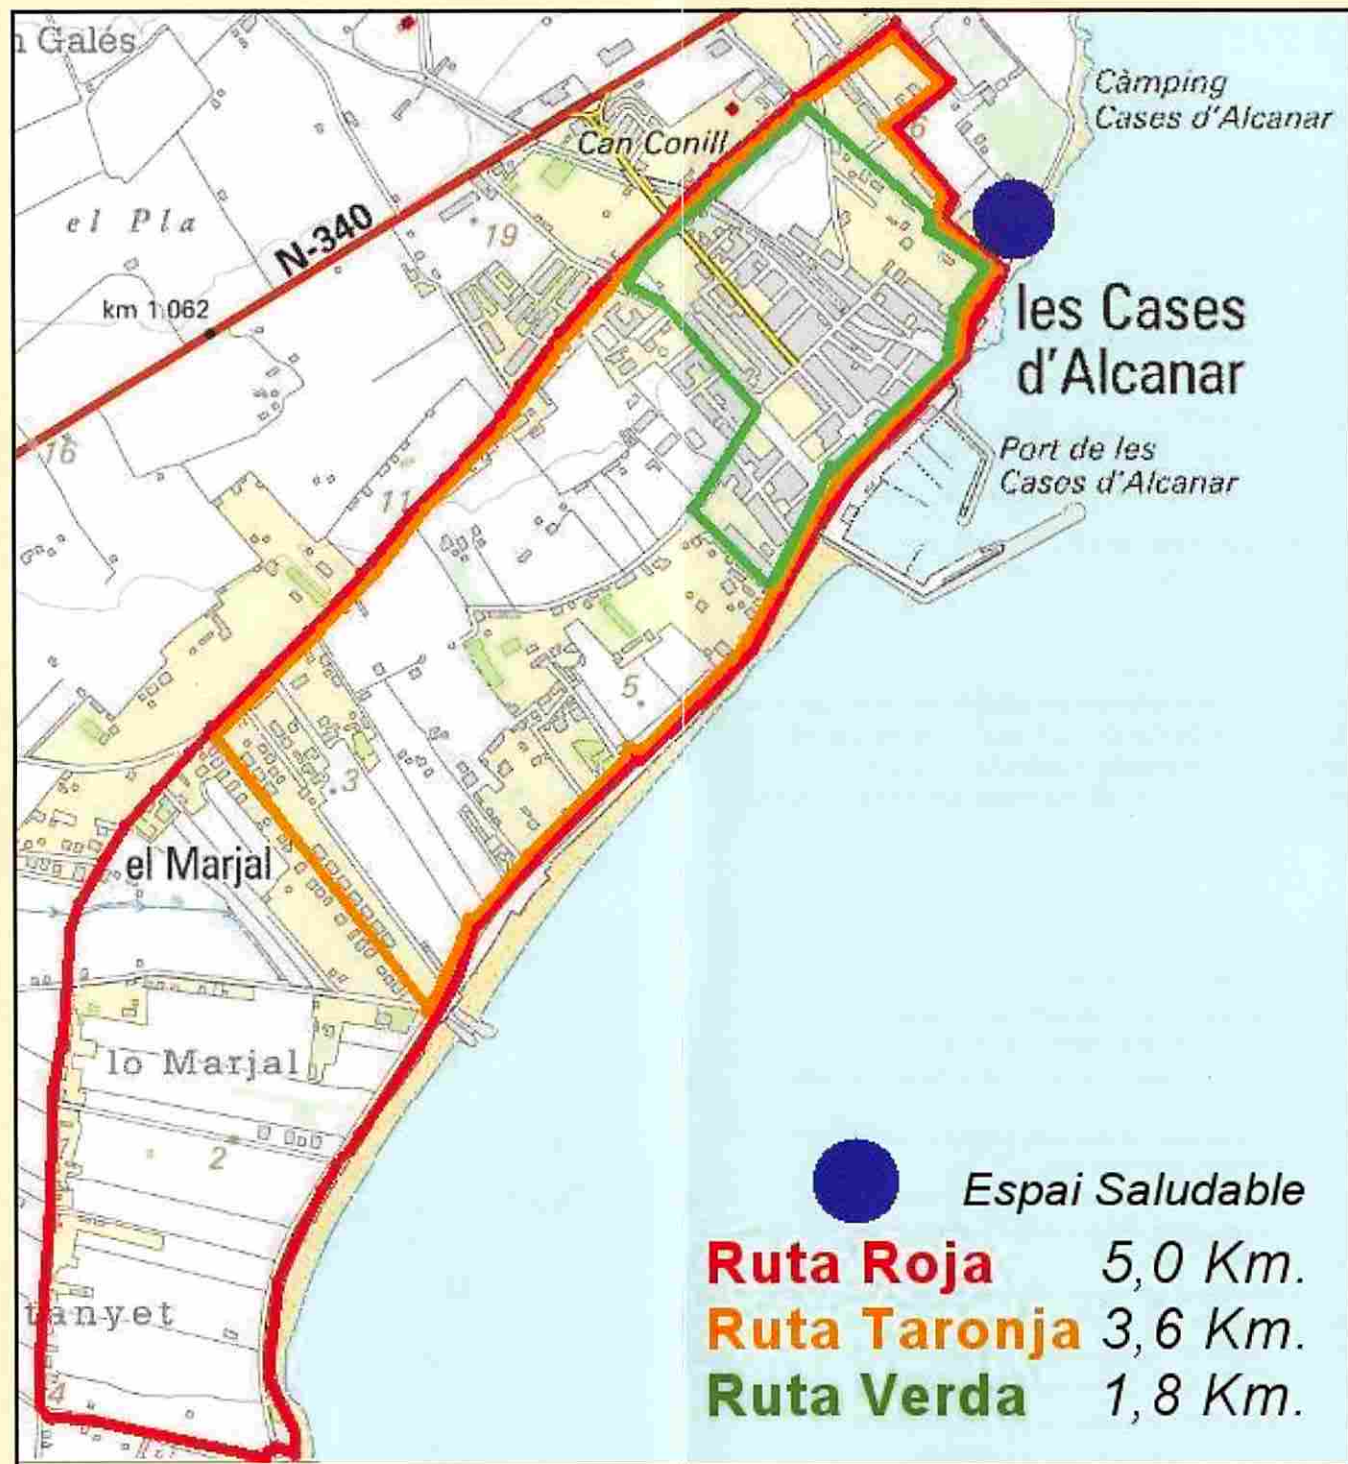 n Galés
Càmping
Cases d'Alcanar
Can Conill
6
el Pla
N-340
19
km 1.062
les Cases
d'Alcanar
16
Port de les
Cases d'Alcanar
11
5
3
el Marjal
lo Marjal
2
tanyet
4
Espai Saludable
Ruta Roja 5,0 Km.
Ruta Taronja 3,6 Km.
Ruta Verda 1,8 Km.